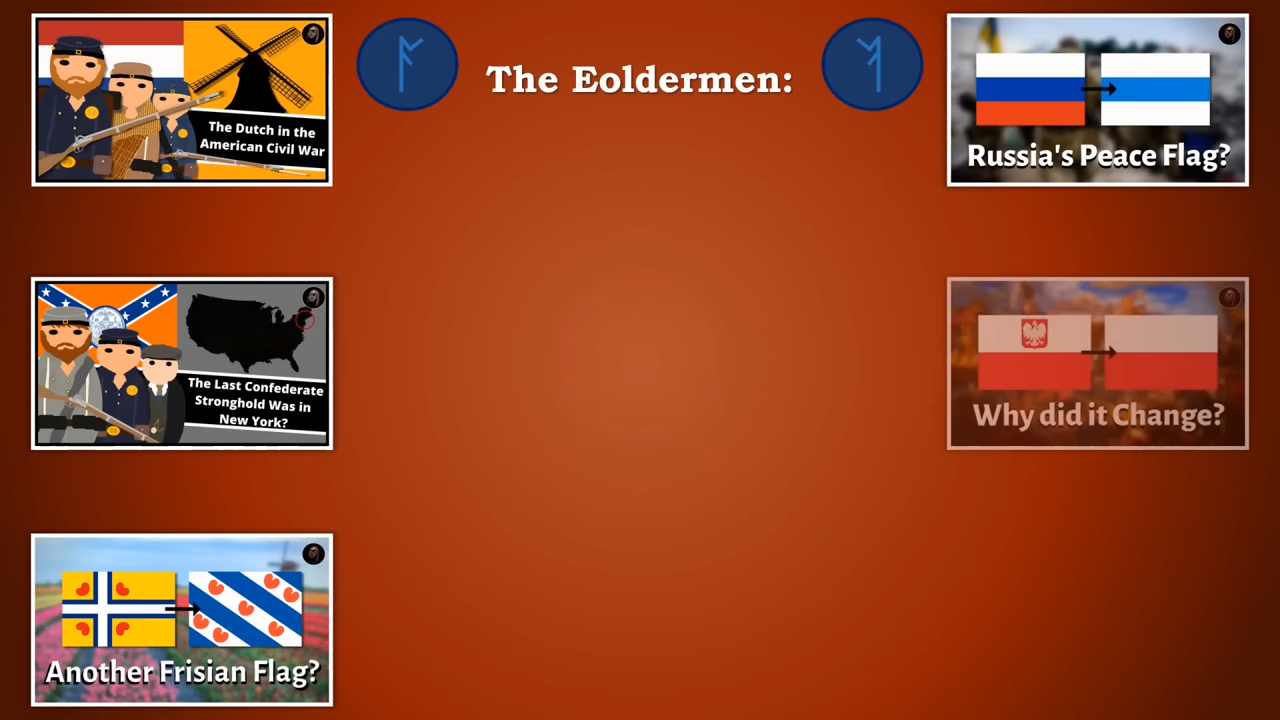 The Dutch in the
American Civil War
The Eoldermen:
Russia's Peace Flag?
The Last Confederate
Stronghold Was in
New York?
Why did it Change?
Another Frisian Flag?